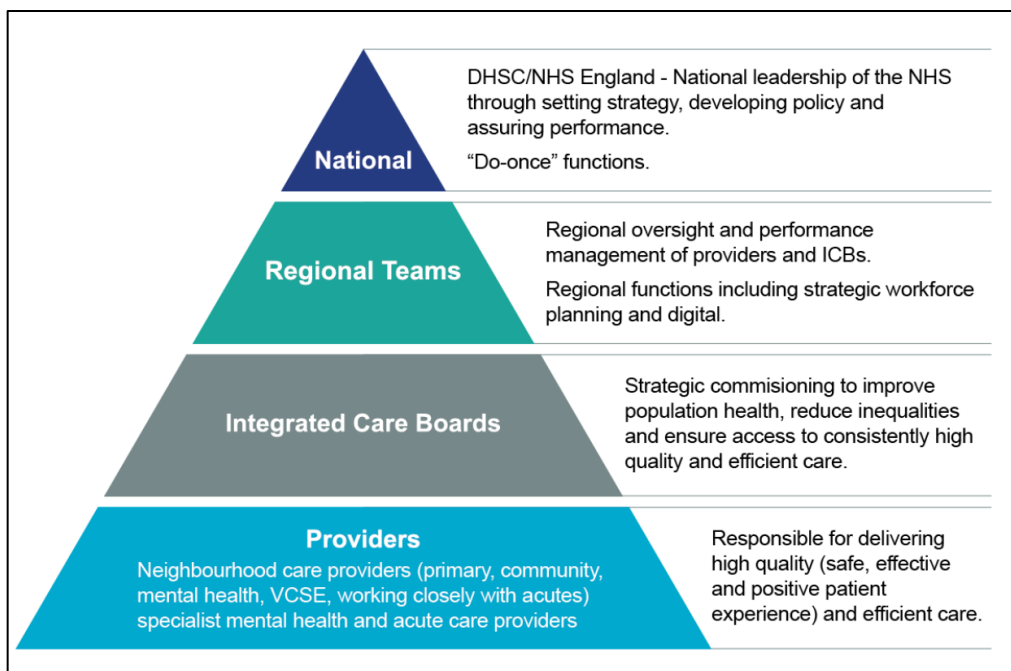 DHSC/NHS England - National leadership of the NHS
through setting strategy, developing policy and
assuring performance.
“Do-once” functions.
National
Regional oversight and performance
management of providers and ICBs.
Regional functions including strategic workforce
planning and digital.
Regional Teams
Strategic commisioning to improve
population health, reduce inequalities
and ensure access to consistently high
quality and efficient care.
Integrated Care Boards
Providers
Neighbourhood care providers (primary, community,
mental health, VCSE, working closely with acutes)
specialist mental health and acute care providers
Responsible for delivering
high quality (safe, effective
and positive patient
experience) and efficient care.